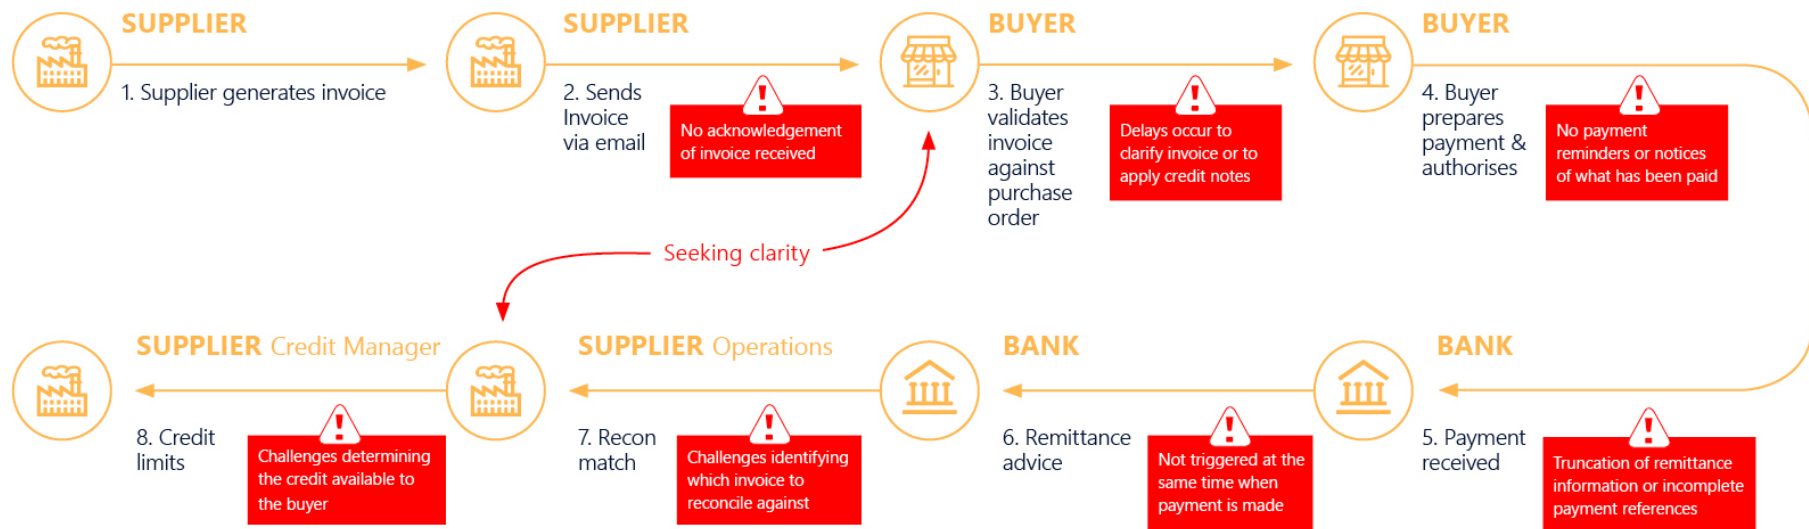 SUPPLIER
1. Supplier generates invoice
SUPPLIER
2. Sends
Invoice
via email
No acknowledgement
of invoice received
BUYER
3. Buyer
validates
invoice
against
purchase
order
Delays occur to
clarify invoice or to
apply credit notes
BUYER
4. Buyer
prepares
payment &
authorises
No payment
reminders or notices
of what has been paid
Seeking clarity
SUPPLIER Credit Manager
8. Credit
limits
Challenges determining
the credit available to
the buyer
SUPPLIER Operations
7. Recon
match
Challenges identifying
which invoice to
reconcile against
BANK
6. Remittance
advice
Not triggered at the
same time when
payment is made
BANK
5. Payment
received
Truncation of remittance
information or incomplete
payment references